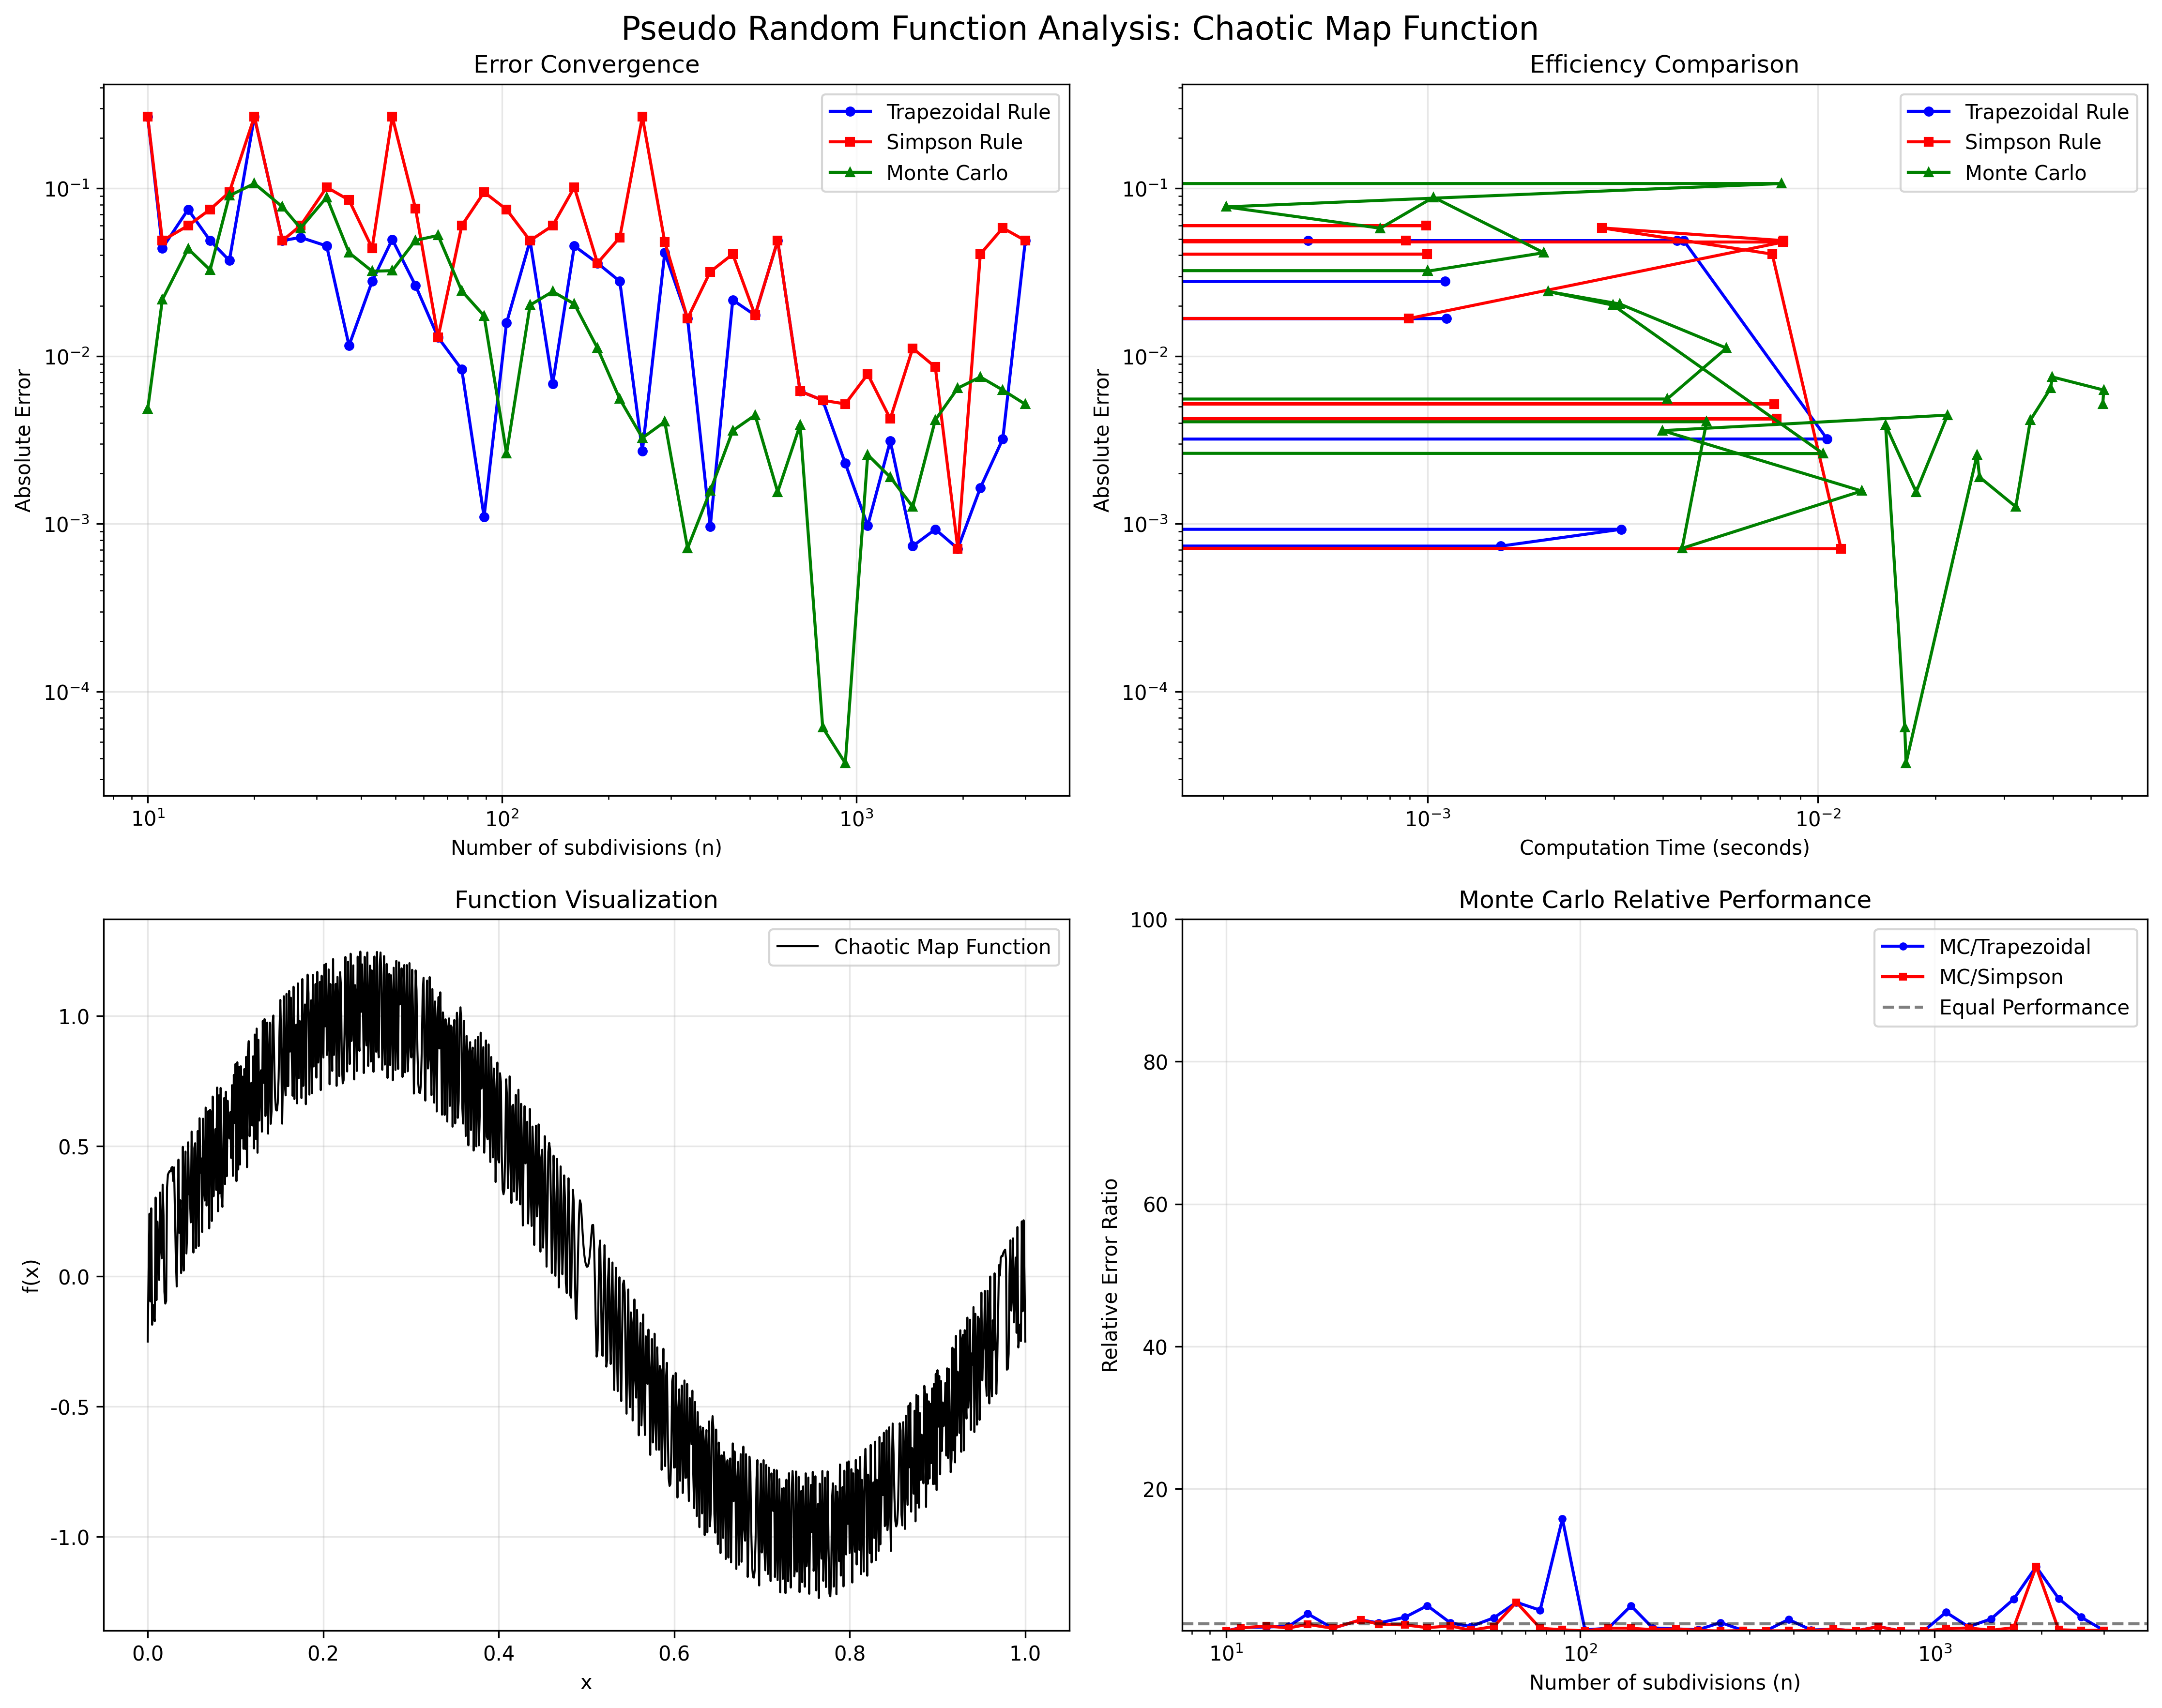 Pseudo Random Function Analysis: Chaotic Map Function
Error Convergence
Trapezoidal Rule
Simpson Rule
Monte Carlo
10⁻¹
10⁻²
10⁻³
10⁻⁴
Absolute Error
10¹
10²
10³
Number of subdivisions (n)
Efficiency Comparison
Trapezoidal Rule
Simpson Rule
Monte Carlo
10⁻¹
10⁻²
10⁻³
10⁻⁴
Absolute Error
10⁻³
10⁻²
Computation Time (seconds)
Function Visualization
Chaotic Map Function
1.0
0.5
0.0
-0.5
-1.0
f(x)
0.0
0.2
0.4
0.6
0.8
1.0
x
Monte Carlo Relative Performance
MC/Trapezoidal
MC/Simpson
Equal Performance
100
80
60
40
20
Relative Error Ratio
10¹
10²
10³
Number of subdivisions (n)